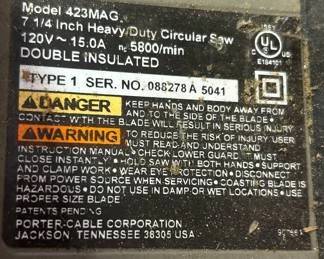 Model 423MAG
7 1/4 Inch Heavy Duty Circular Saw
120V ~ 15.0A n₀ 5800/min
DOUBLE INSULATED
UL
LISTED
E184101
TYPE 1 SER. NO. 088278 A 5041
DANGER KEEP HANDS AND BODY AWAY FROM
AND TO THE SIDE OF THE BLADE •
CONTACT WITH THE BLADE WILL RESULT IN SERIOUS INJURY
WARNING TO REDUCE THE RISK OF INJURY USER
MUST READ AND UNDERSTAND
INSTRUCTION MANUAL • CHECK LOWER GUARD MUST
CLOSE INSTANTLY • HOLD SAW WITH BOTH HANDS • SUPPORT
AND CLAMP WORK • WEAR EYE PROTECTION • DISCONNECT
FROM POWER SOURCE WHEN SERVICING • COASTING BLADE IS
HAZARDOUS • DO NOT USE IN DAMP OR WET LOCATIONS • USE
PROPER SIZE BLADE
PATENTS PENDING
PORTER-CABLE CORPORATION
JACKSON, TENNESSEE 38305 USA